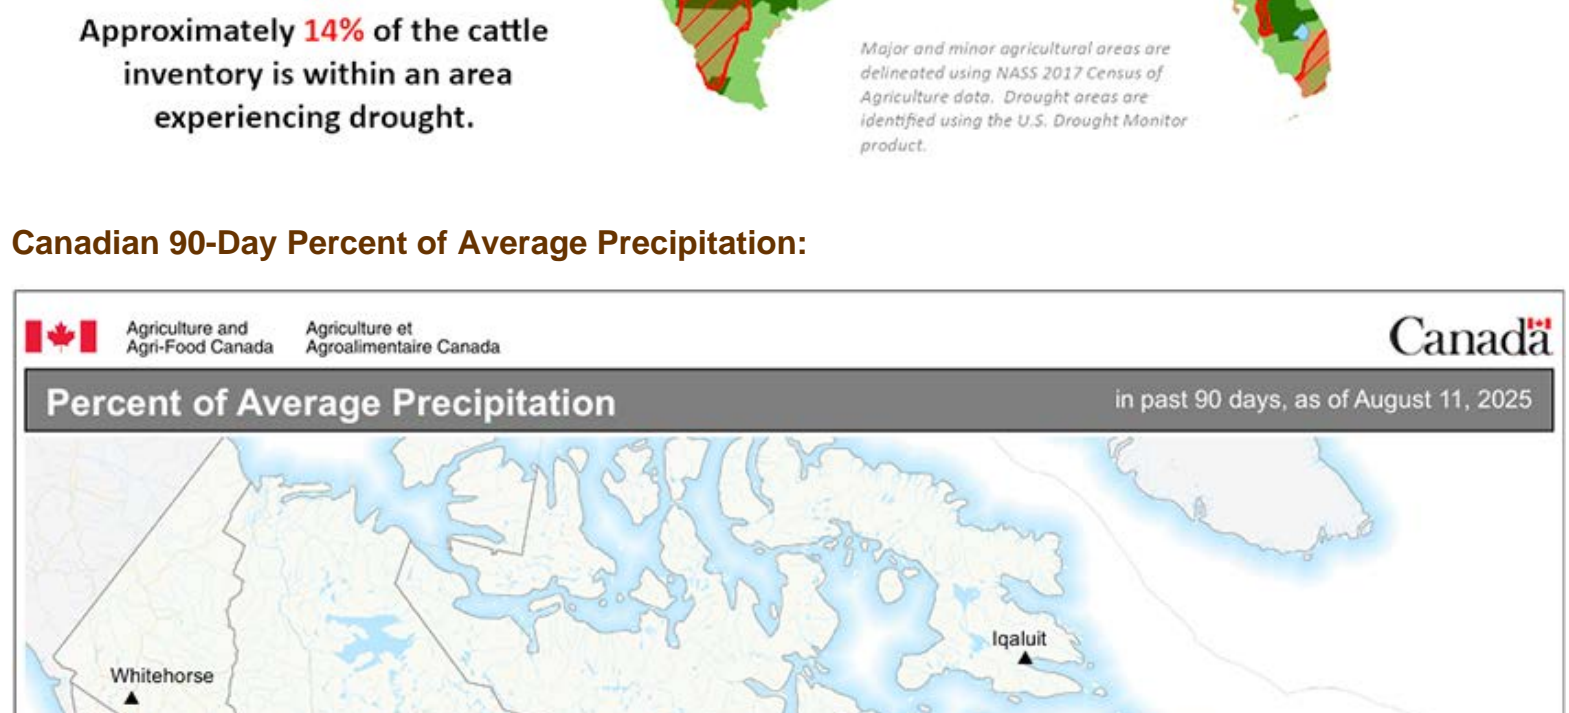 Approximately 14% of the cattle
inventory is within an area
experiencing drought.
Major and minor agricultural areas are
delineated using NASS 2017 Census of
Agriculture data. Drought areas are
identified using the U.S. Drought Monitor
product.
Canadian 90-Day Percent of Average Precipitation:
Agriculture and
Agri-Food Canada
Agriculture et
Agroalimentaire Canada
Canada
Percent of Average Precipitation
in past 90 days, as of August 11, 2025
Iqaluit
Whitehorse